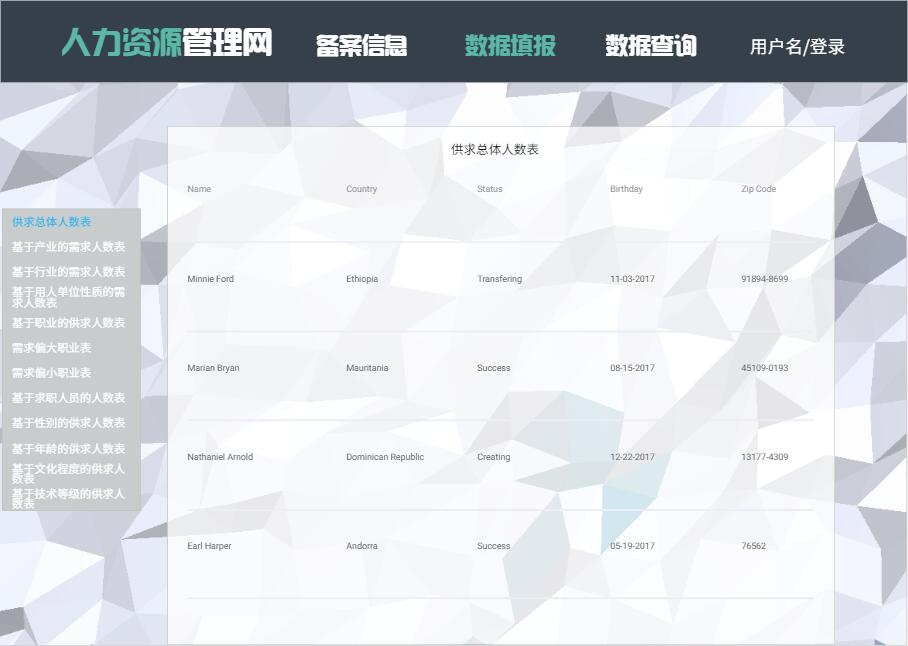 人力资源管理网 备案信息 数据填报 数据查询 用户名/登录
供求总体人数表
Name Country Status Birthday Zip Code
供求总体人数表
基于产业的需求人数表
基于行业的需求人数表
基于用人单位性质的需
求人数表
基于职业的供求人数表
需求偏大职业表
需求偏小职业表
基于求职人员的人数表
基于性别的供求人数表
基于年龄的供求人数表
基于文化程度的供求人
数表
基于技术等级的供求人
数表
Minnie Ford Ethiopia Transfering 11-03-2017 91894-8699
Marian Bryan Mauritania Success 08-15-2017 45109-0193
Nathaniel Arnold Dominican Republic Creating 12-22-2017 13177-4309
Earl Harper Andorra Success 05-19-2017 76562